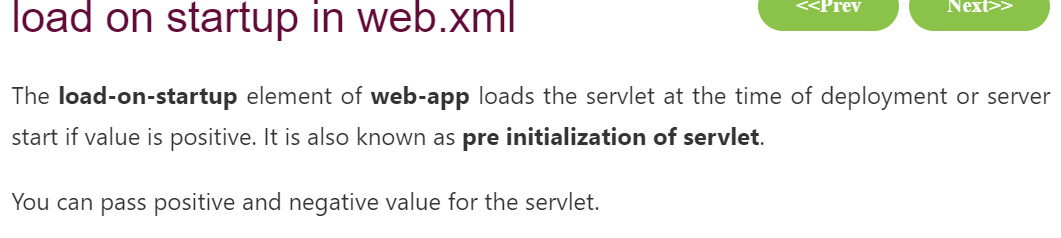 load on startup in web.xml
<<Prev
Next>>
The load-on-startup element of web-app loads the servlet at the time of deployment or server
start if value is positive. It is also known as pre initialization of servlet.
You can pass positive and negative value for the servlet.